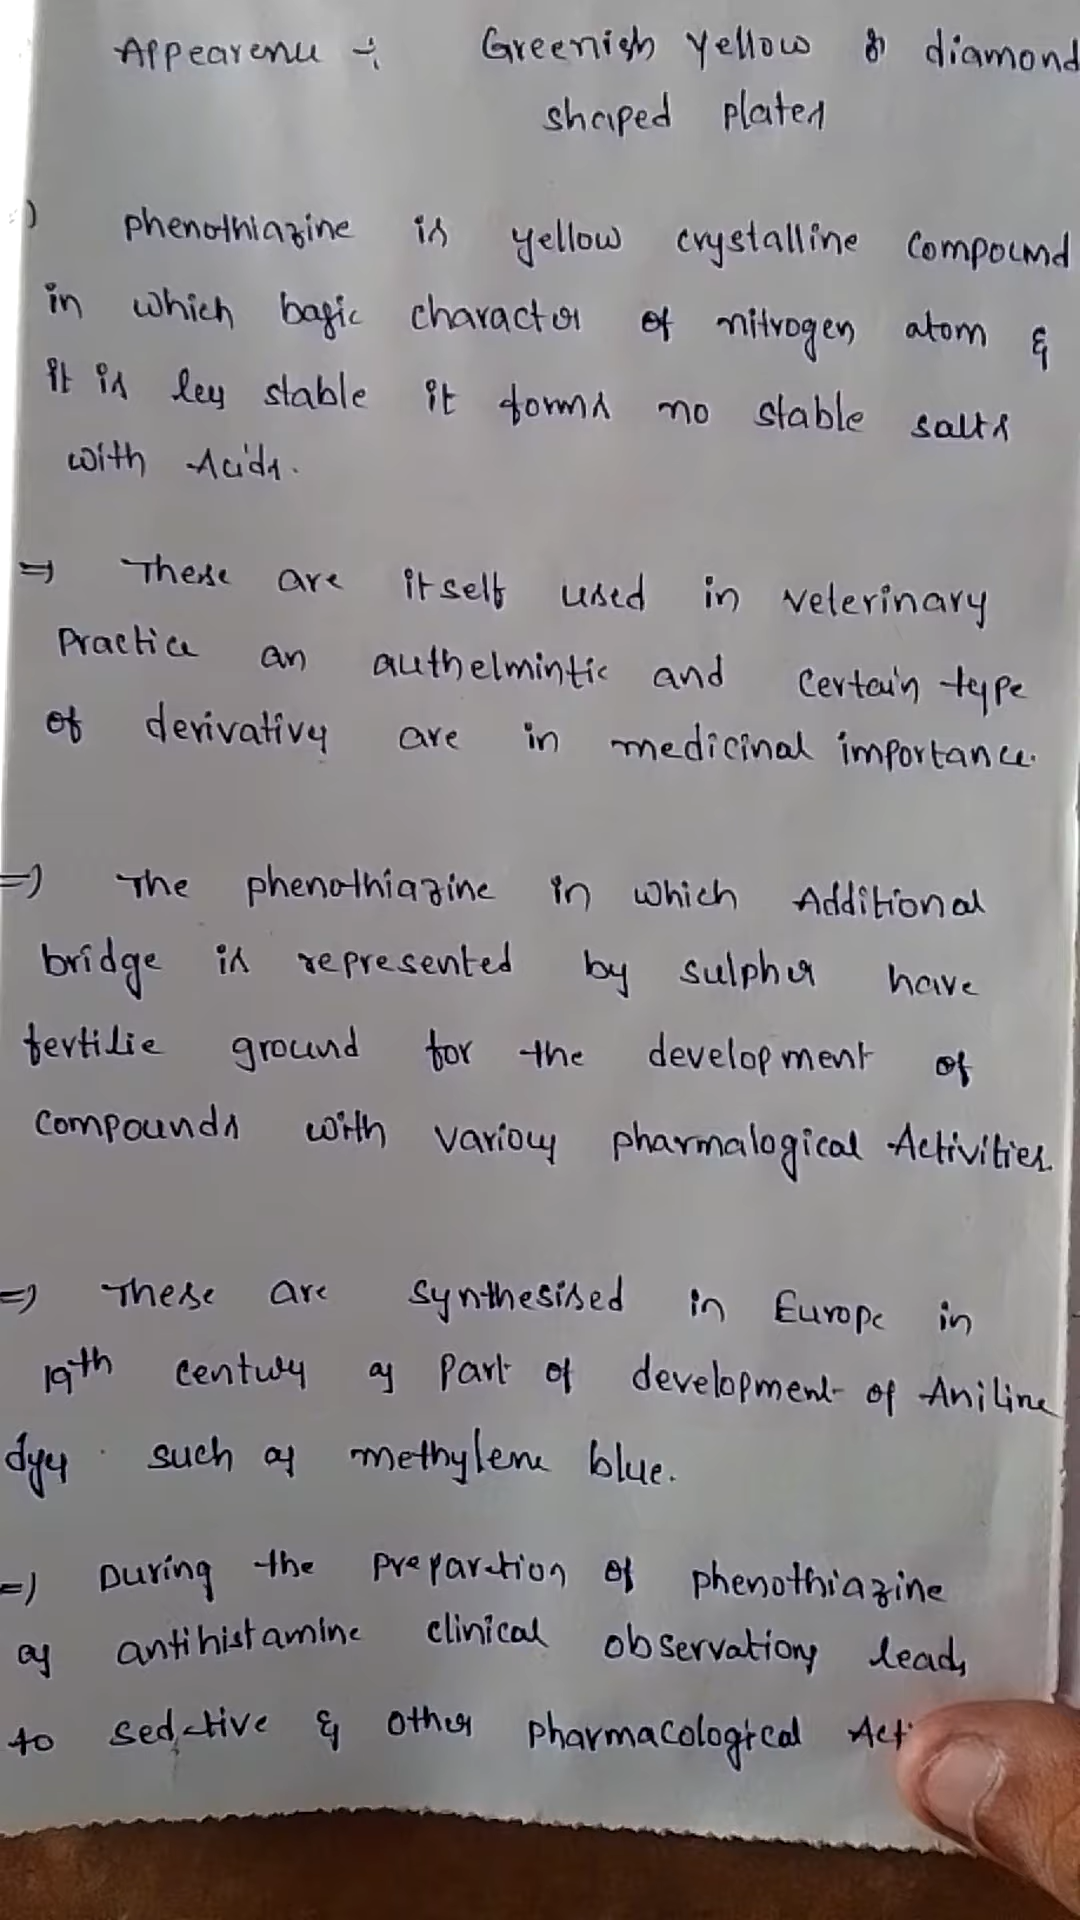 Appearence ÷ Greenish yellow & diamond
shaped plates
) phenothiazine is yellow crystalline compound
in which basic character of nitrogen atom &
it is less stable it forms no stable salts
with Acids.
⇒ These are itself used in veterinary
Practice as authelmintic and certain type
of derivatives are in medicinal importance.
⇒ The phenothiazine in which Additional
bridge is represented by sulpher have
fertilie ground for the development of
compounds with various pharmalogical Activities.
⇒ These are synthesised in Europe in
19th century as part of development of Aniline
dyes such as methylene blue.
⇒ During the preparation of phenothiazine
as antihistamine clinical observations leads
to sedative & other pharmacological Act